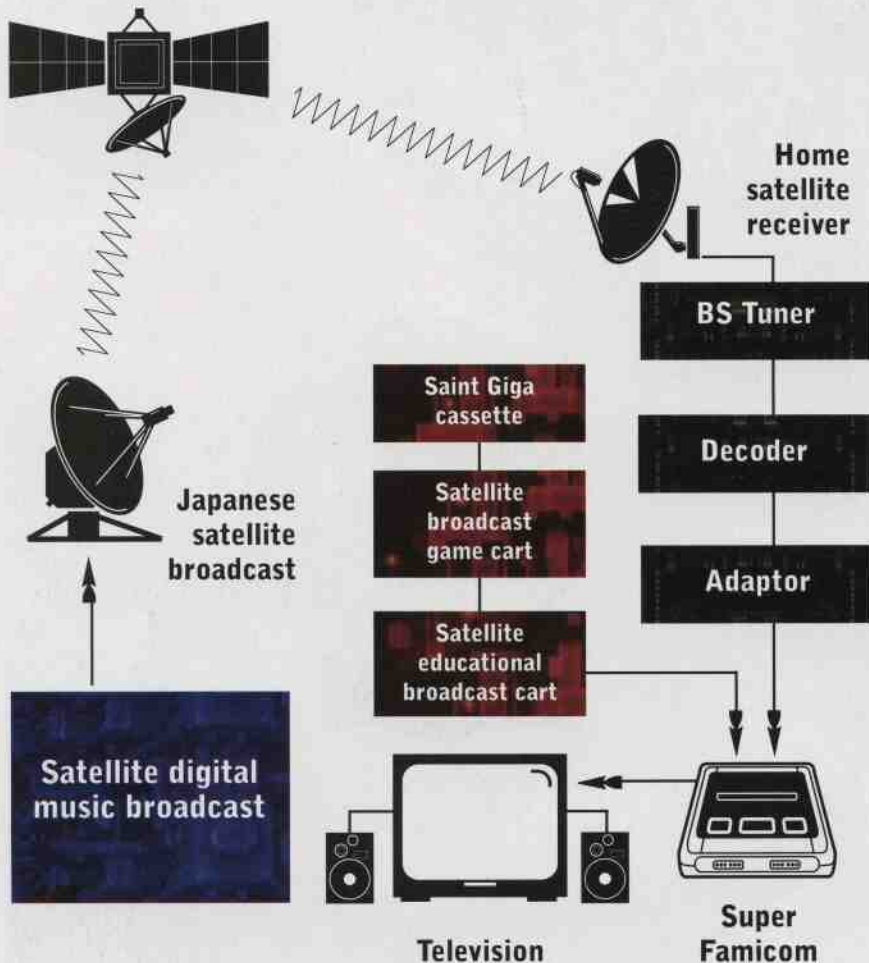 Home
satellite
receiver
BS Tuner
Saint Giga
cassette
Decoder
Satellite
broadcast
game cart
Japanese
satellite
broadcast
Adaptor
Satellite
educational
broadcast cart
Satellite digital
music broadcast
Television
Super
Famicom